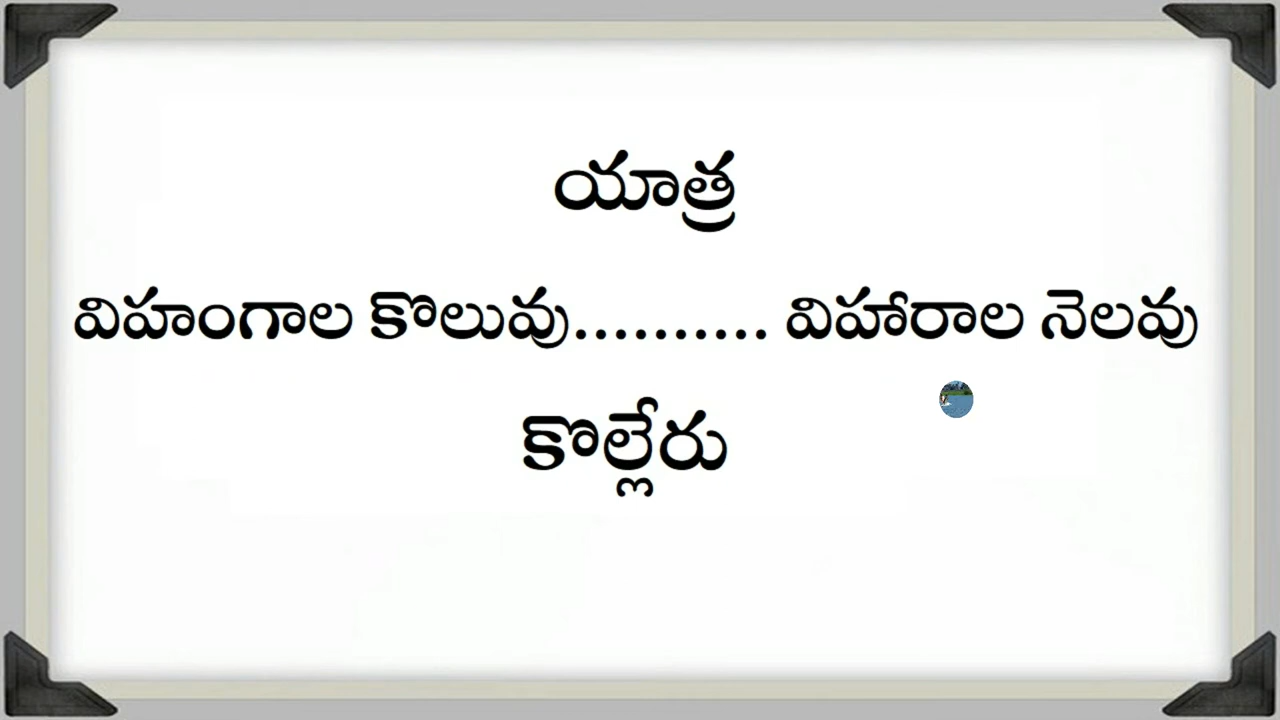 యాత్ర
విహంగాల కొలువు.......... విహారాల నెలవు
కొల్లేరు